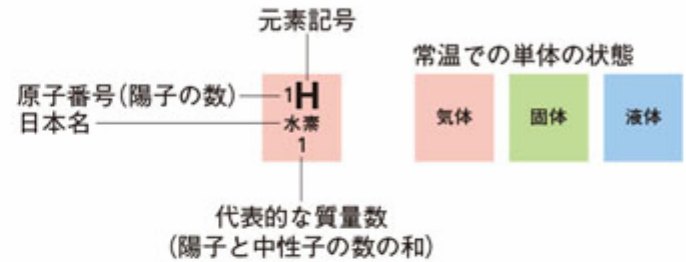 元素記号
常温での単体の状態
原子番号(陽子の数)
1H
日本名
水素
1
気体
固体
液体
代表的な質量数
(陽子と中性子の数の和)